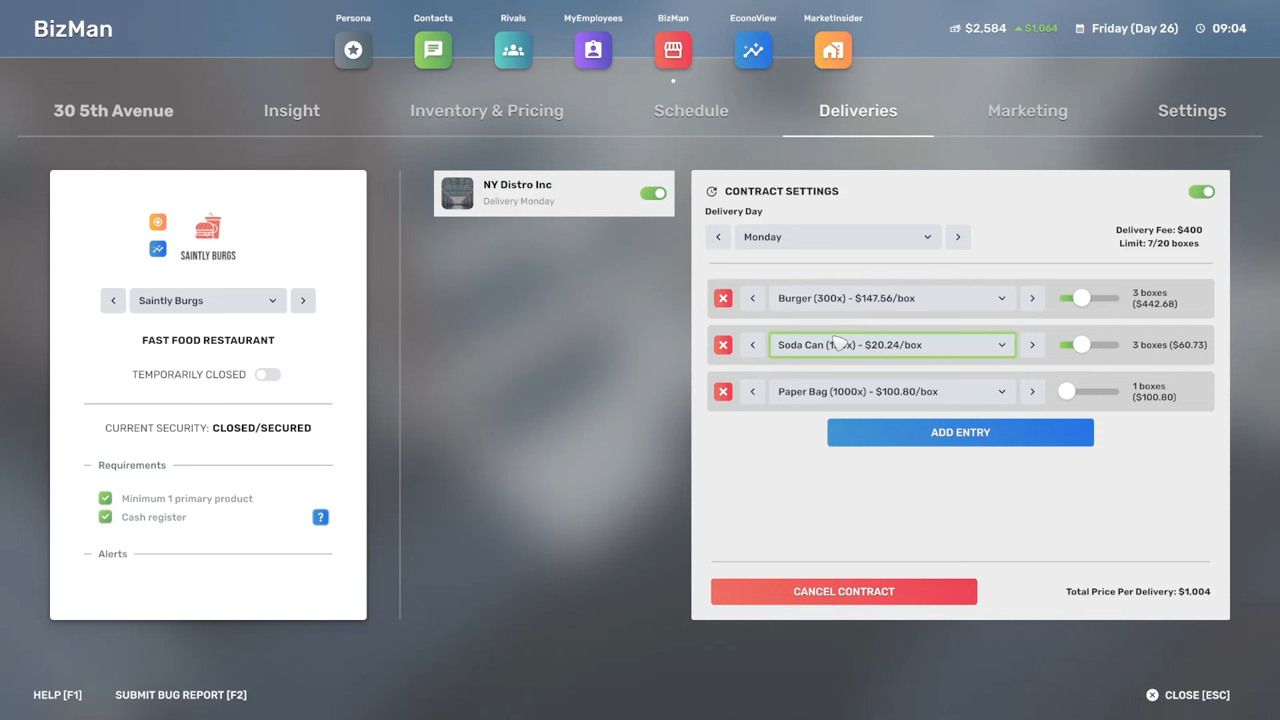 BizMan
Persona
Contacts
Rivals
MyEmployees
BizMan
EconoView
MarketInsider
$2,584 $1,064 Friday (Day 26) 09:04
30 5th Avenue
Insight
Inventory & Pricing
Schedule
Deliveries
Marketing
Settings
SAINTLY BURGS
Saintly Burgs
FAST FOOD RESTAURANT
TEMPORARILY CLOSED
CURRENT SECURITY: CLOSED/SECURED
Requirements
Minimum 1 primary product
Cash register
?
Alerts
NY Distro Inc
Delivery Monday
CONTRACT SETTINGS
Delivery Day
Monday
Delivery Fee: $400
Limit: 7/20 boxes
Burger (300x) - $147.56/box
3 boxes
($442.68)
Soda Can - $20.24/box
3 boxes ($60.73)
Paper Bag (1000x) - $100.80/box
1 boxes
($100.80)
ADD ENTRY
CANCEL CONTRACT
Total Price Per Delivery: $1,004
HELP [F1]
SUBMIT BUG REPORT [F2]
CLOSE [ESC]